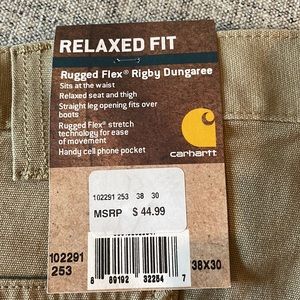 RELAXED FIT
Rugged Flex® Rigby Dungaree
Sits at the waist
Relaxed seat and thigh
Straight leg opening fits over
boots
Rugged Flex® stretch
technology for ease
of movement
Handy cell phone pocket
carhartt
102291 253 38 30
MSRP $ 44.99
102291
253
38X30
8 89192 32254 7